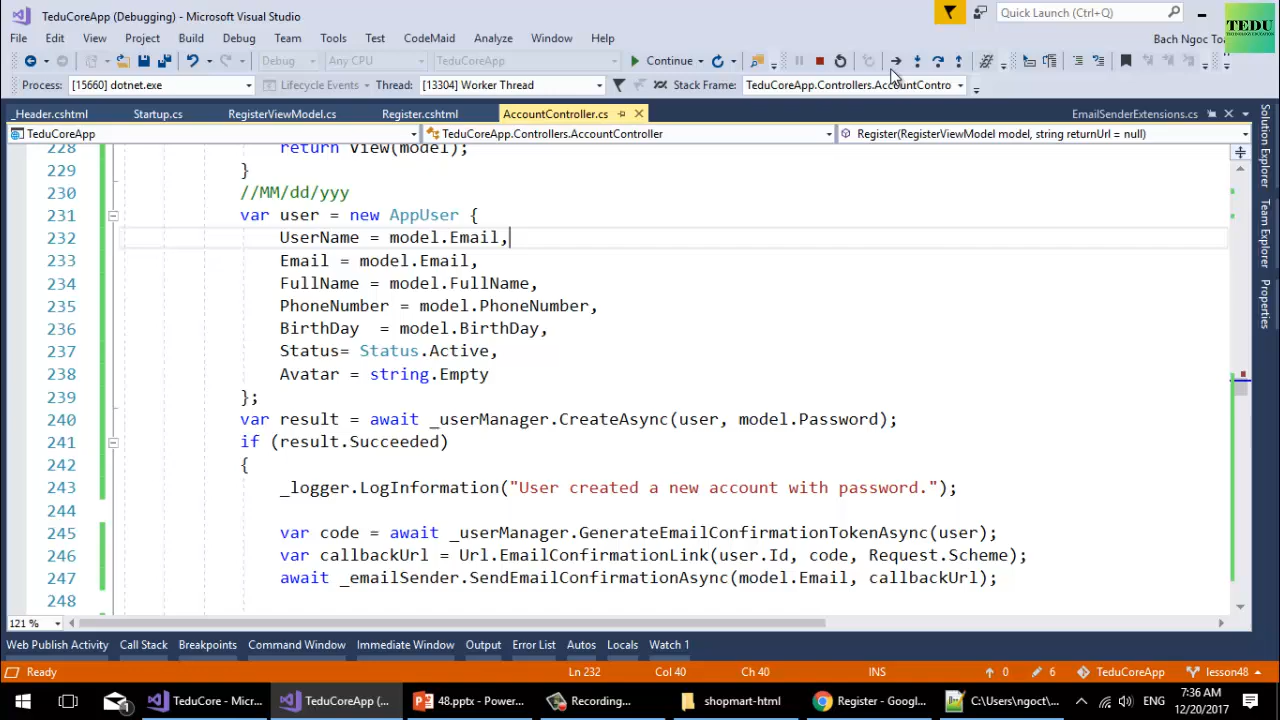 TeduCoreApp (Debugging) - Microsoft Visual Studio
Quick Launch (Ctrl+Q)
TEDU
File Edit View Project Build Debug Team Tools Test CodeMaid Analyze Window Help
Bach Ngoc Toa
Debug Any CPU TeduCoreApp Continue
Process: [15660] dotnet.exe Lifecycle Events Thread: [13304] Worker Thread Stack Frame: TeduCoreApp.Controllers.AccountContro
_Header.cshtml Startup.cs RegisterViewModel.cs Register.cshtml AccountController.cs EmailSenderExtensions.cs
TeduCoreApp TeduCoreApp.Controllers.AccountController Register(RegisterViewModel model, string returnUrl = null)
228 return View(model);
229 }
230 //MM/dd/yyy
231 var user = new AppUser {
232 UserName = model.Email,
233 Email = model.Email,
234 FullName = model.FullName,
235 PhoneNumber = model.PhoneNumber,
236 BirthDay  = model.BirthDay,
237 Status= Status.Active,
238 Avatar = string.Empty
239 };
240 var result = await _userManager.CreateAsync(user, model.Password);
241 if (result.Succeeded)
242 {
243 _logger.LogInformation("User created a new account with password.");
244
245 var code = await _userManager.GenerateEmailConfirmationTokenAsync(user);
246 var callbackUrl = Url.EmailConfirmationLink(user.Id, code, Request.Scheme);
247 await _emailSender.SendEmailConfirmationAsync(model.Email, callbackUrl);
248
Solution Explorer
Team Explorer
Properties
121 %
Web Publish Activity Call Stack Breakpoints Command Window Immediate Window Output Error List Autos Locals Watch 1
Ready Ln 232 Col 40 Ch 40 INS 0 6 TeduCoreApp lesson48
1 TeduCore - Micr... TeduCoreApp (... 48.pptx - Power... Recording... shopmart-html Register - Googl... C:\Users\ngoct\... ENG 7:36 AM
12/20/2017